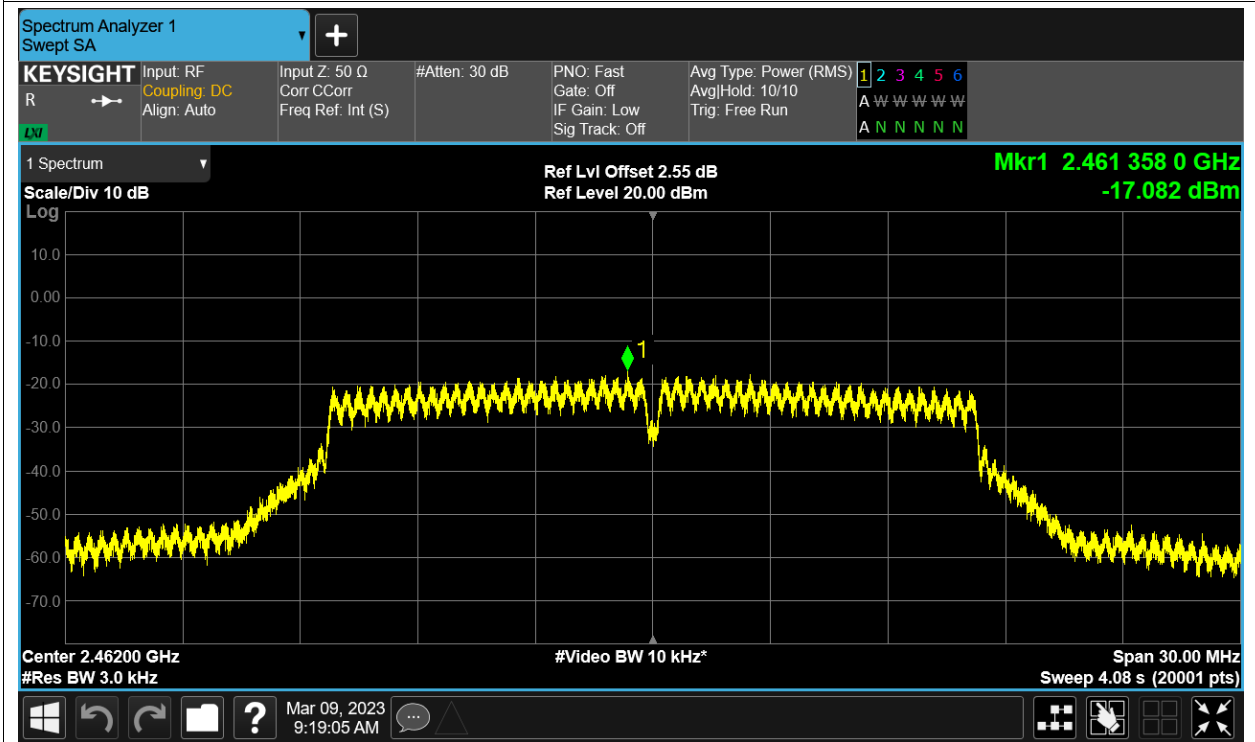 Spectrum Analyzer 1
Swept SA
+
KEYSIGHT
R
LXI
Input: RF
Coupling: DC
Align: Auto
Input Z: 50 Ω
Corr CCorr
Freq Ref: Int (S)
#Atten: 30 dB
PNO: Fast
Gate: Off
IF Gain: Low
Sig Track: Off
Avg Type: Power (RMS)
Avg|Hold: 10/10
Trig: Free Run
1 2 3 4 5 6
A W W W W W
A N N N N N
1 Spectrum
Scale/Div 10 dB
Log
Ref Lvl Offset 2.55 dB
Ref Level 20.00 dBm
Mkr1 2.461 358 0 GHz
-17.082 dBm
10.0
0.00
-10.0
-20.0
-30.0
-40.0
-50.0
-60.0
-70.0
1
Center 2.46200 GHz
#Res BW 3.0 kHz
#Video BW 10 kHz*
Span 30.00 MHz
Sweep 4.08 s (20001 pts)
?
Mar 09, 2023
9:19:05 AM